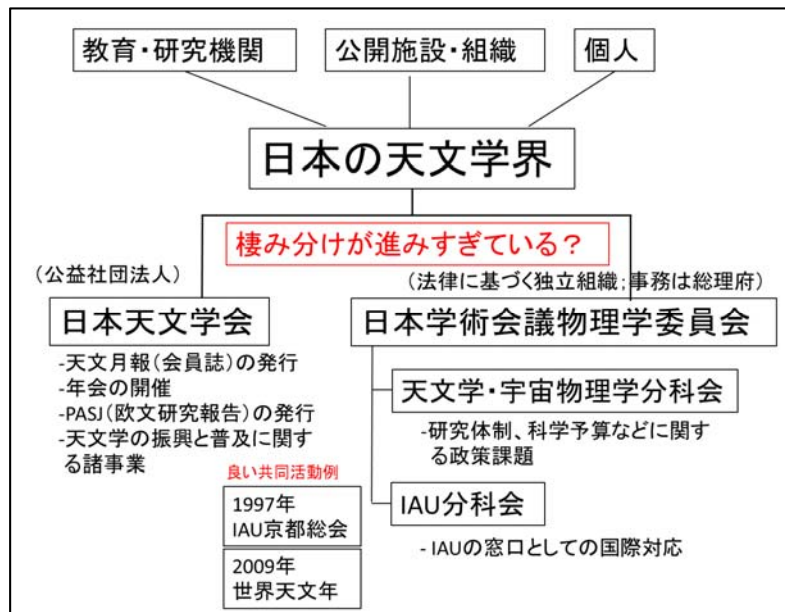 教育・研究機関
公開施設・組織
個人
日本の天文学界
棲み分けが進みすぎている？
（公益社団法人）
日本天文学会
-天文月報（会員誌）の発行
-年会の開催
-PASJ（欧文研究報告）の発行
-天文学の振興と普及に関す
る諸事業
良い共同活動例
1997年
IAU京都総会
2009年
世界天文年
（法律に基づく独立組織；事務は総理府）
日本学術会議物理学委員会
天文学・宇宙物理学分科会
-研究体制、科学予算などに関す
る政策課題
IAU分科会
- IAUの窓口としての国際対応